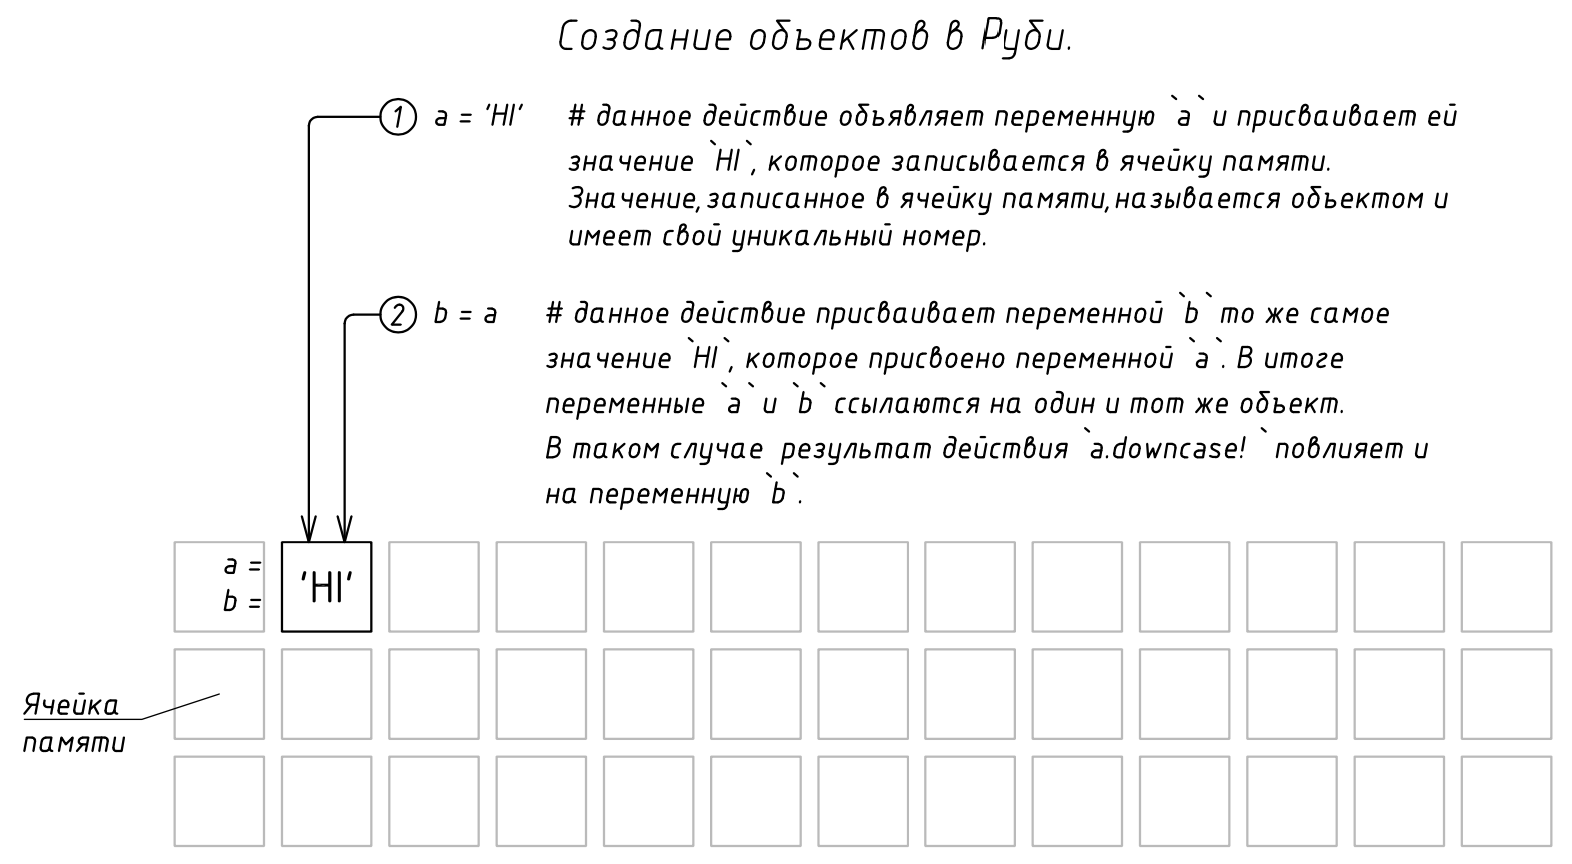 Создание объектов в Руби.
1 a = 'HI' # данное действие объявляет переменную `a` и присваивает ей
значение `HI`, которое записывается в ячейку памяти.
Значение, записанное в ячейку памяти, называется объектом и
имеет свой уникальный номер.
2 b = a # данное действие присваивает переменной `b` то же самое
значение `HI`, которое присвоено переменной `a`. В итоге
переменные `a` и `b` ссылаются на один и тот же объект.
В таком случае результат действия `a.downcase! ` повлияет и
на переменную `b`.
a =
b =
'HI'
Ячейка
памяти